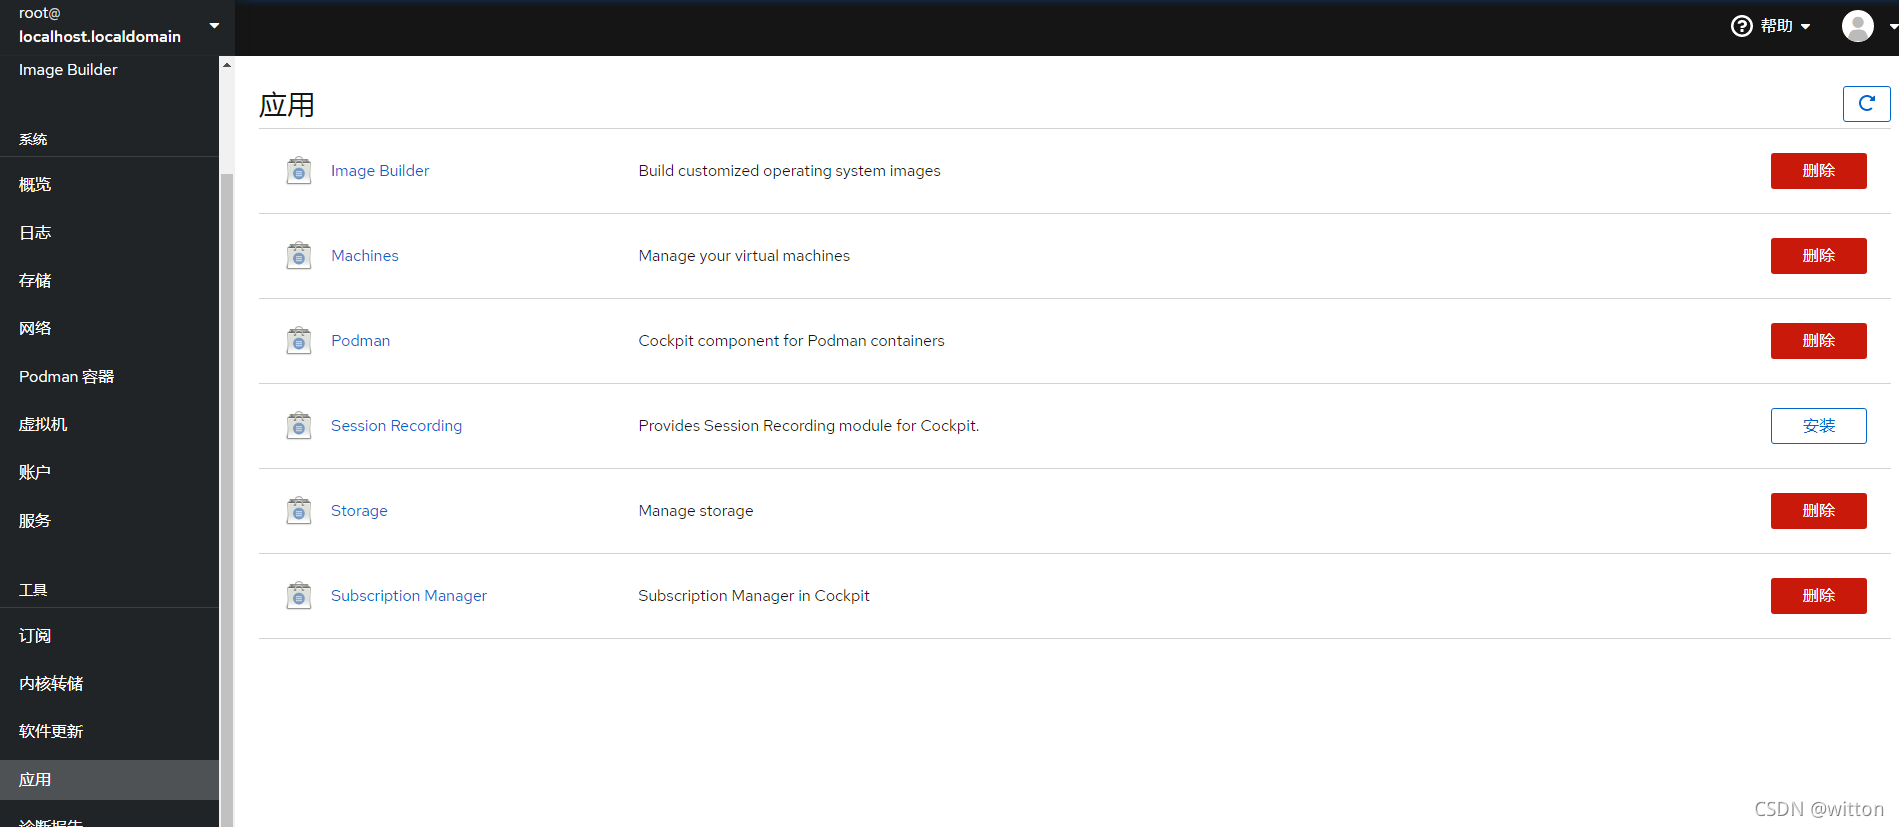 root@
localhost.localdomain
帮助
Image Builder
系统
概览
日志
存储
网络
Podman 容器
虚拟机
账户
服务
工具
订阅
内核转储
软件更新
应用
诊断报告
应用
Image Builder Build customized operating system images 删除
Machines Manage your virtual machines 删除
Podman Cockpit component for Podman containers 删除
Session Recording Provides Session Recording module for Cockpit. 安装
Storage Manage storage 删除
Subscription Manager Subscription Manager in Cockpit 删除
CSDN @witton